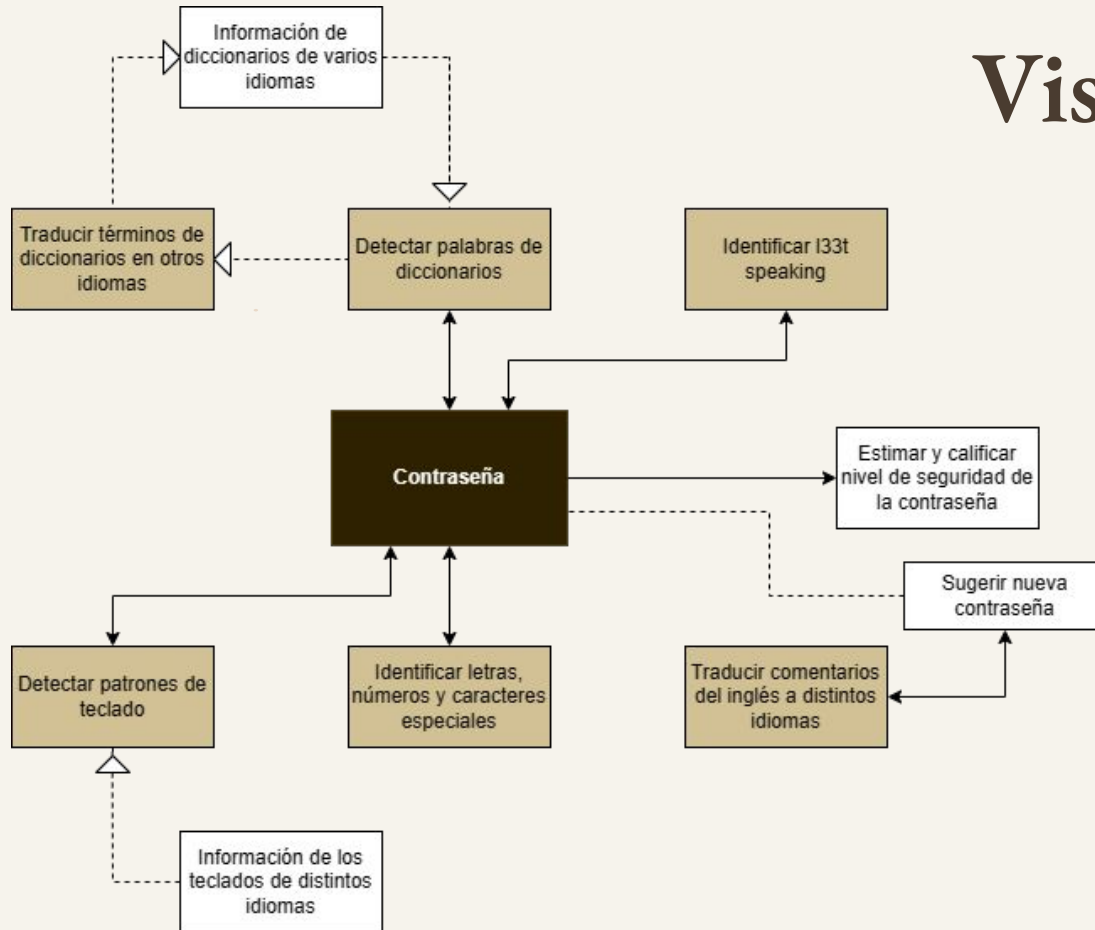 Información de
diccionarios de varios
idiomas
Vis
Traducir términos de
diccionarios en otros
idiomas
Detectar palabras de
diccionarios
Identificar l33t
speaking
Contraseña
Estimar y calificar
nivel de seguridad de
la contraseña
Sugerir nueva
contraseña
Detectar patrones de
teclado
Identificar letras,
números y caracteres
especiales
Traducir comentarios
del inglés a distintos
idiomas
Información de los
teclados de distintos
idiomas